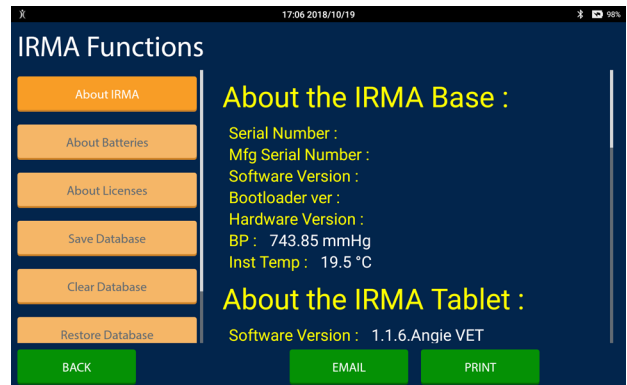 17:06 2018/10/19
98%
IRMA Functions
About IRMA
About Batteries
About Licenses
Save Database
Clear Database
Restore Database
About the IRMA Base :
Serial Number :
Mfg Serial Number :
Software Version :
Bootloader ver :
Hardware Version :
BP : 743.85 mmHg
Inst Temp : 19.5 °C
About the IRMA Tablet :
Software Version : 1.1.6.Angie VET
BACK
EMAIL
PRINT